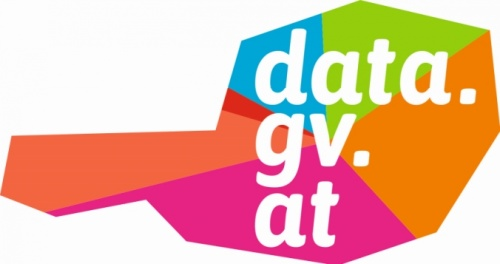 data.
gv.
at